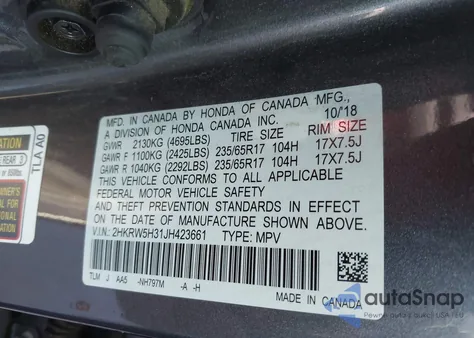 MFD. IN CANADA BY HONDA OF CANADA MFG.,
A DIVISION OF HONDA CANADA INC. 10/18
GVWR 2130KG (4695LBS) TIRE SIZE RIM SIZE
GAWR F 1100KG (2425LBS) 235/65R17 104H 17X7.5J
GAWR R 1040KG (2292LBS) 235/65R17 104H 17X7.5J
THIS VEHICLE CONFORMS TO ALL APPLICABLE
FEDERAL MOTOR VEHICLE SAFETY
AND THEFT PREVENTION STANDARDS IN EFFECT
ON THE DATE OF MANUFACTURE SHOWN ABOVE.
V.I.N: 2HKRW5H31JH423661 TYPE: MPV
TLM J AA5 -NH797M -A -H
MADE IN CANADA
TLA A0
REAR
autoSnap